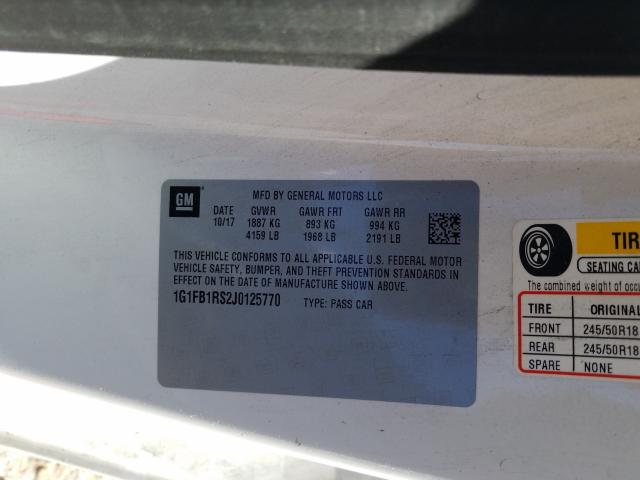 GM
MFD BY GENERAL MOTORS LLC
DATE GVWR GAWR FRT GAWR RR
10/17 1887 KG 893 KG 994 KG
4159 LB 1968 LB 2191 LB
THIS VEHICLE CONFORMS TO ALL APPLICABLE U.S. FEDERAL MOTOR
VEHICLE SAFETY, BUMPER, AND THEFT PREVENTION STANDARDS
IN EFFECT ON THE DATE OF MANUFACTURE SHOWN ABOVE.
1G1FB1RS2J0125770 TYPE: PASS CAR
TIR
SEATING CA
The combined weight of occu
TIRE ORIGINAL
FRONT 245/50R18
REAR 245/50R18
SPARE NONE